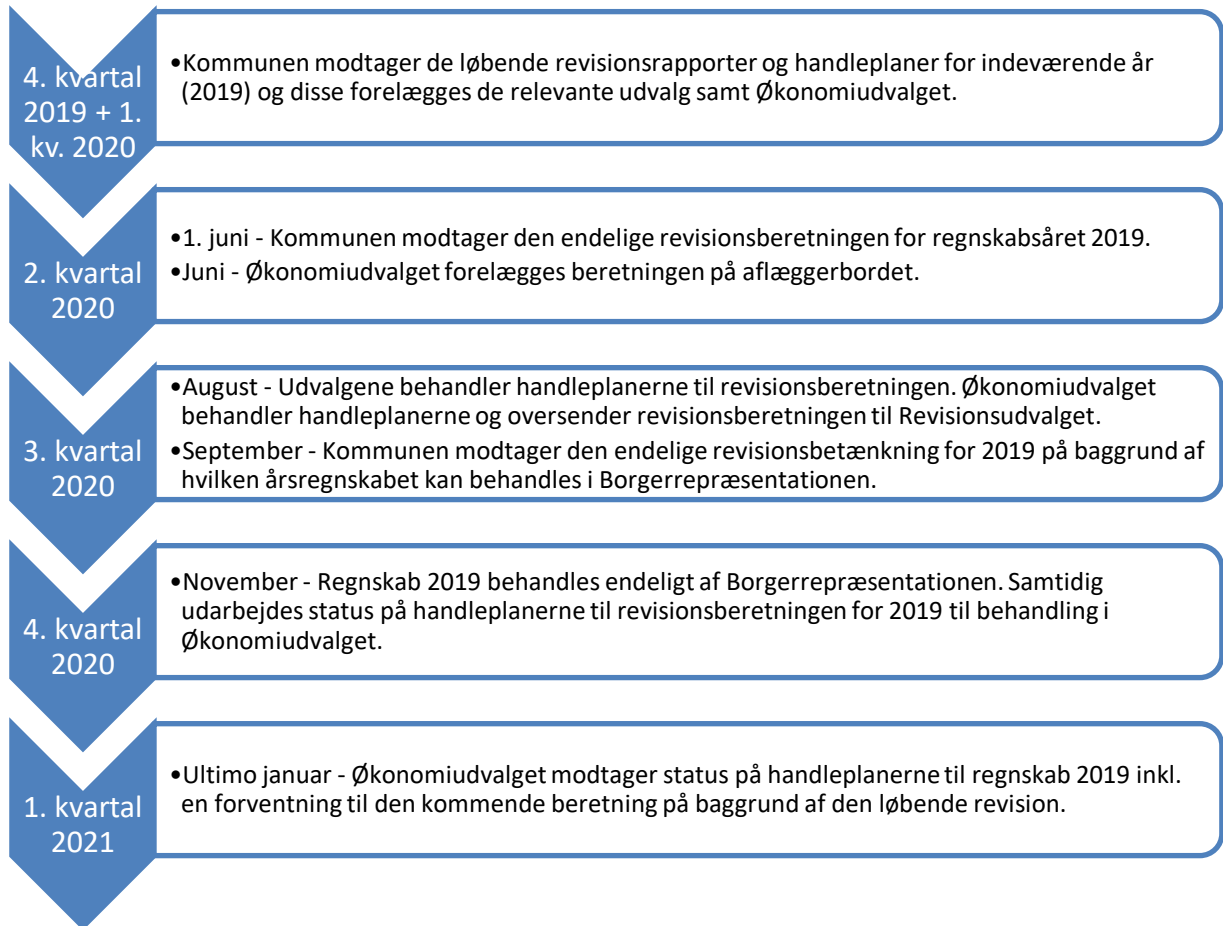 4. kvartal
2019 + 1.
kv. 2020
•Kommunen modtager de løbende revisionsrapporter og handleplaner for indeværende år
(2019) og disse forelægges de relevante udvalg samt Økonomiudvalget.
2. kvartal
2020
•1. juni - Kommunen modtager den endelige revisionsberetningen for regnskabsåret 2019.
•Juni - Økonomiudvalget forelægges beretningen på aflæggerbordet.
3. kvartal
2020
•August - Udvalgene behandler handleplanerne til revisionsberetningen. Økonomiudvalget
behandler handleplanerne og oversender revisionsberetningen til Revisionsudvalget.
•September - Kommunen modtager den endelige revisionsbetænkning for 2019 på baggrund af
hvilken årsregnskabet kan behandles i Borgerrepræsentationen.
4. kvartal
2020
•November - Regnskab 2019 behandles endeligt af Borgerrepræsentationen. Samtidig
udarbejdes status på handleplanerne til revisionsberetningen for 2019 til behandling i
Økonomiudvalget.
1. kvartal
2021
•Ultimo januar - Økonomiudvalget modtager status på handleplanerne til regnskab 2019 inkl.
en forventning til den kommende beretning på baggrund af den løbende revision.